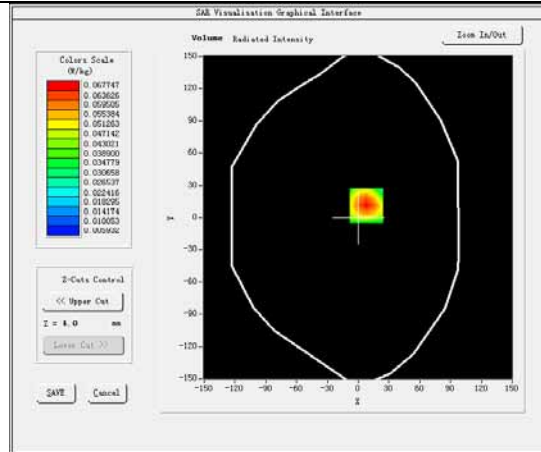 SAR Visualisation Graphical Interface
Volume Radiated Intensity
Zoom In/Out
Colors Scale
(W/kg)
0.067747
0.063626
0.059505
0.055384
0.051263
0.047142
0.043021
0.038900
0.034779
0.030658
0.026537
0.022416
0.018295
0.014174
0.010053
0.005932
150
120
90
60
30
0
-30
-60
-90
-120
-150
Y
-150 -120 -90 -60 -30 0 30 60 90 120 150
X
Z-Cuts Control
<< Upper Cut
Z = 4.0 mm
Lower Cut >>
SAVE Cancel